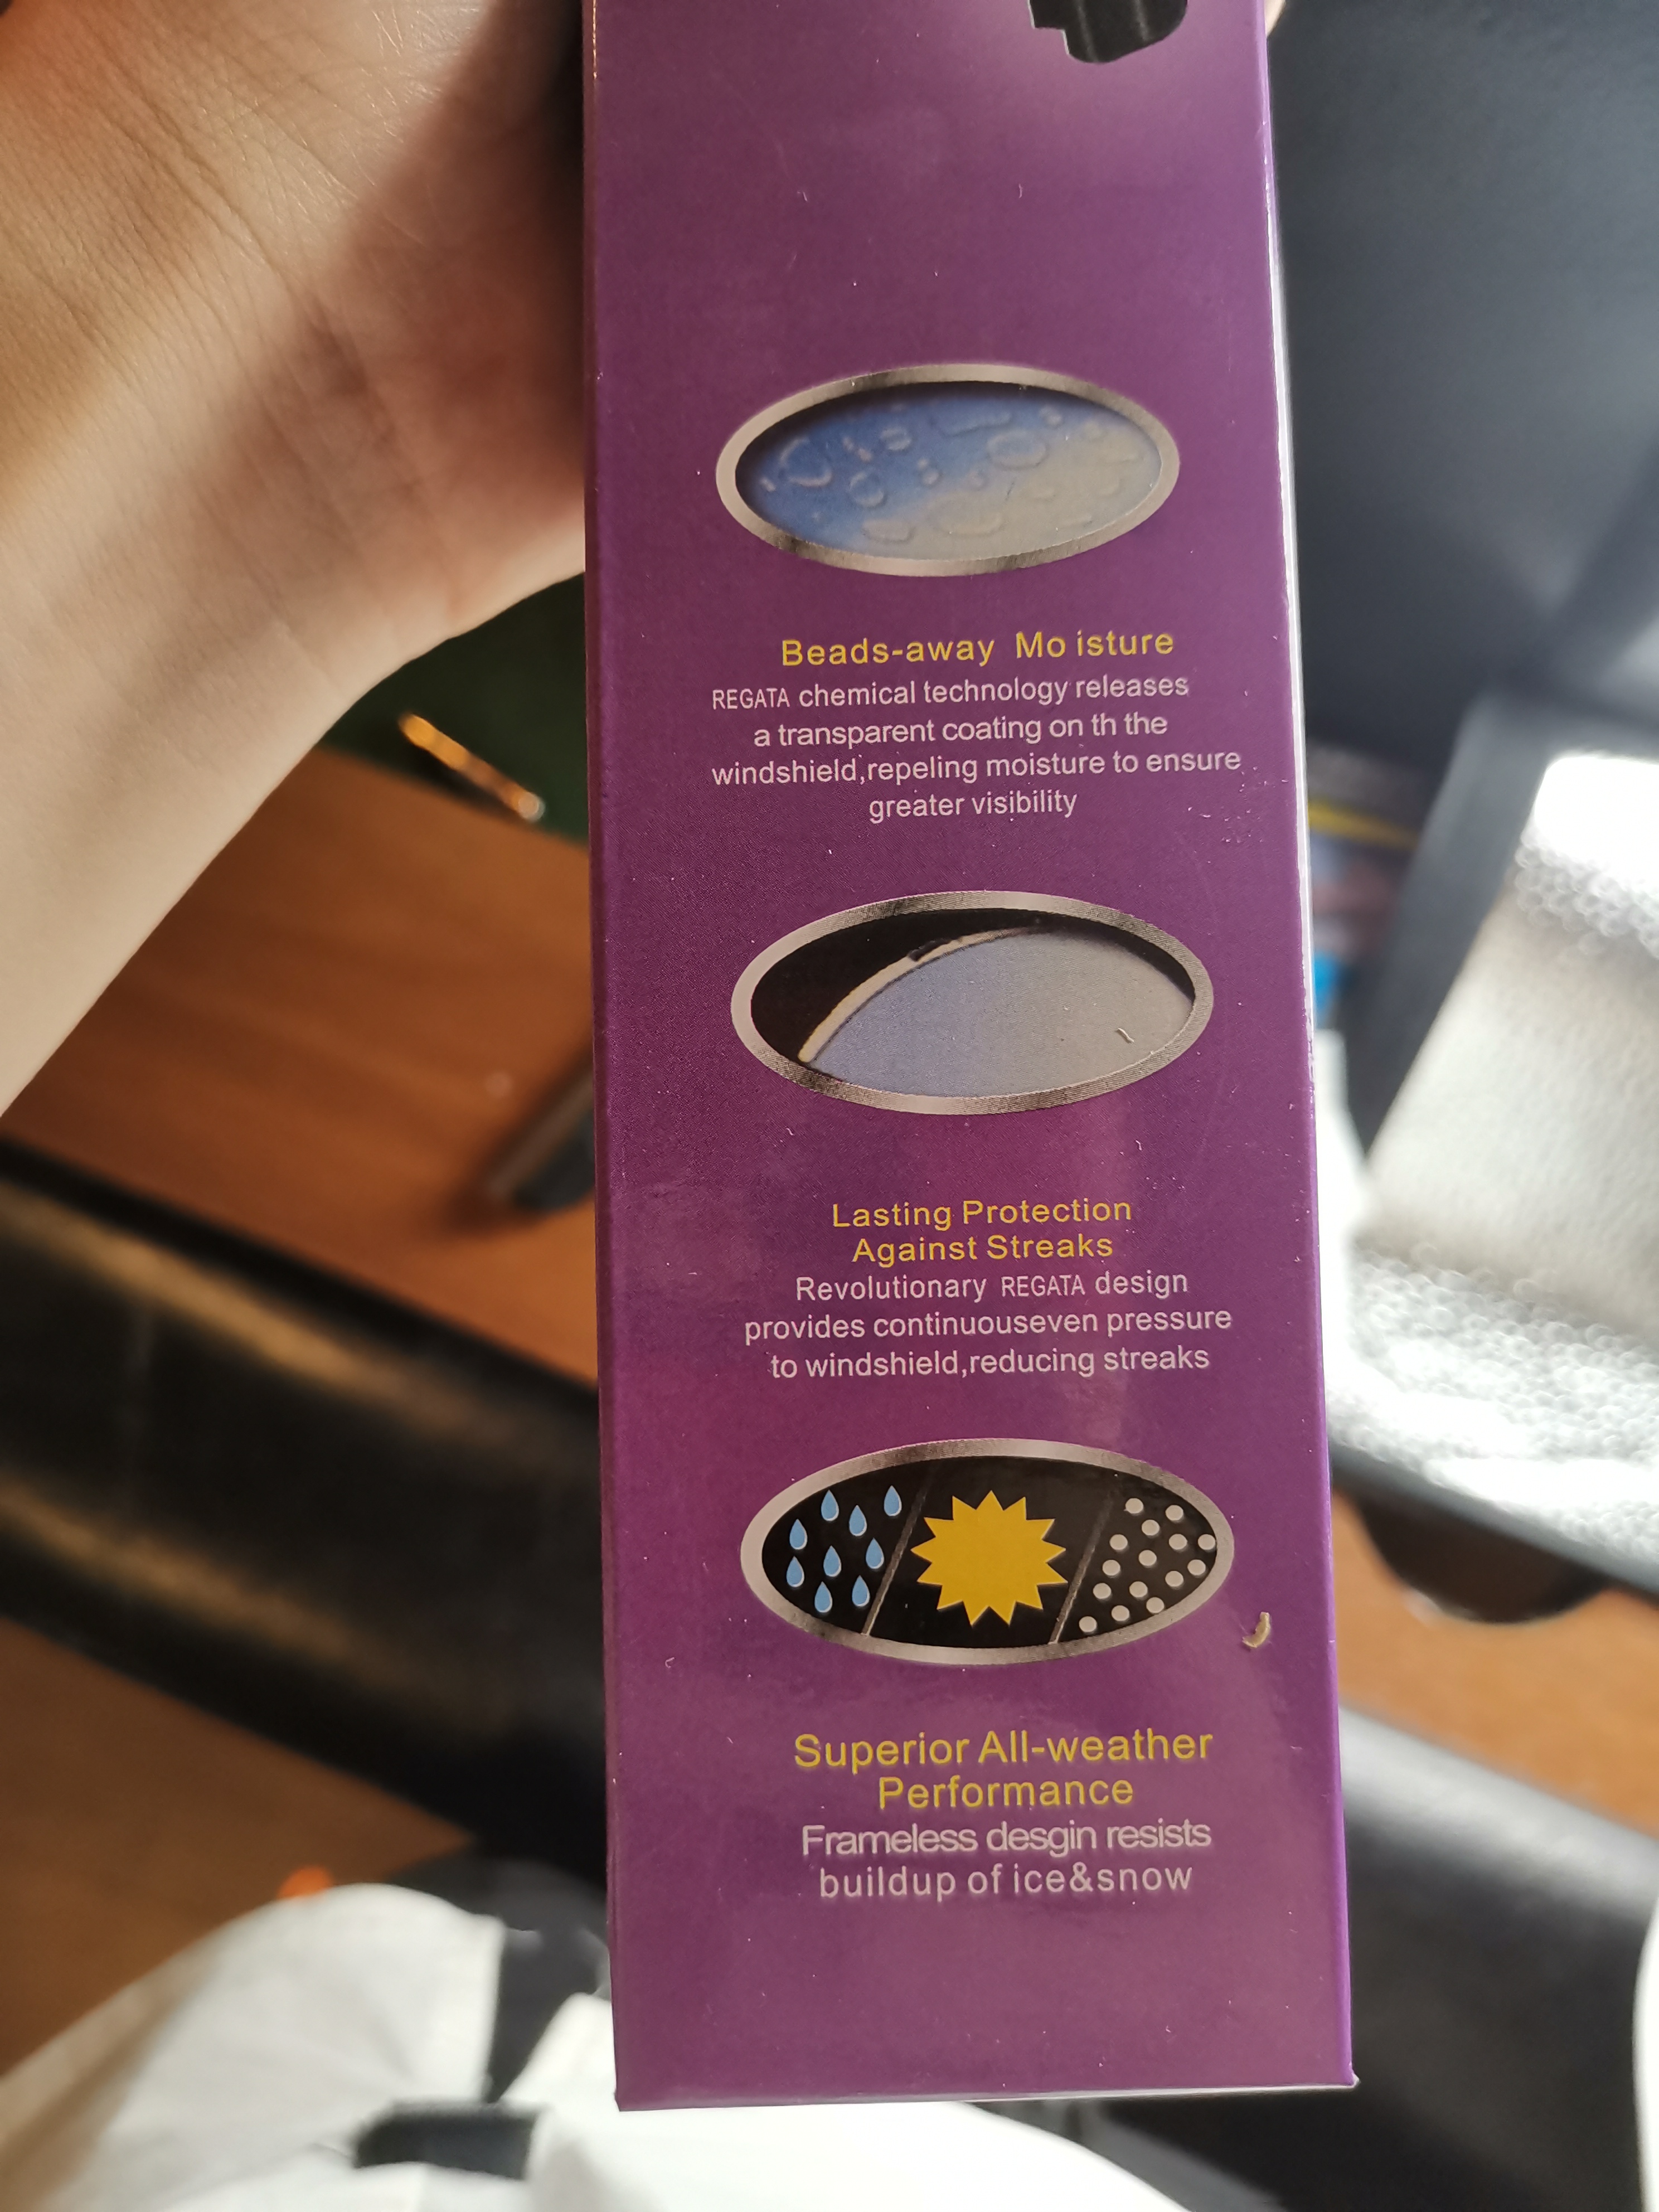 Beads-away Mo isture
REGATA chemical technology releases
a transparent coating on th the
windshield,repeling moisture to ensure
greater visibility
Lasting Protection
Against Streaks
Revolutionary REGATA design
provides continuouseven pressure
to windshield,reducing streaks
Superior All-weather
Performance
Frameless desgin resists
buildup of ice&snow